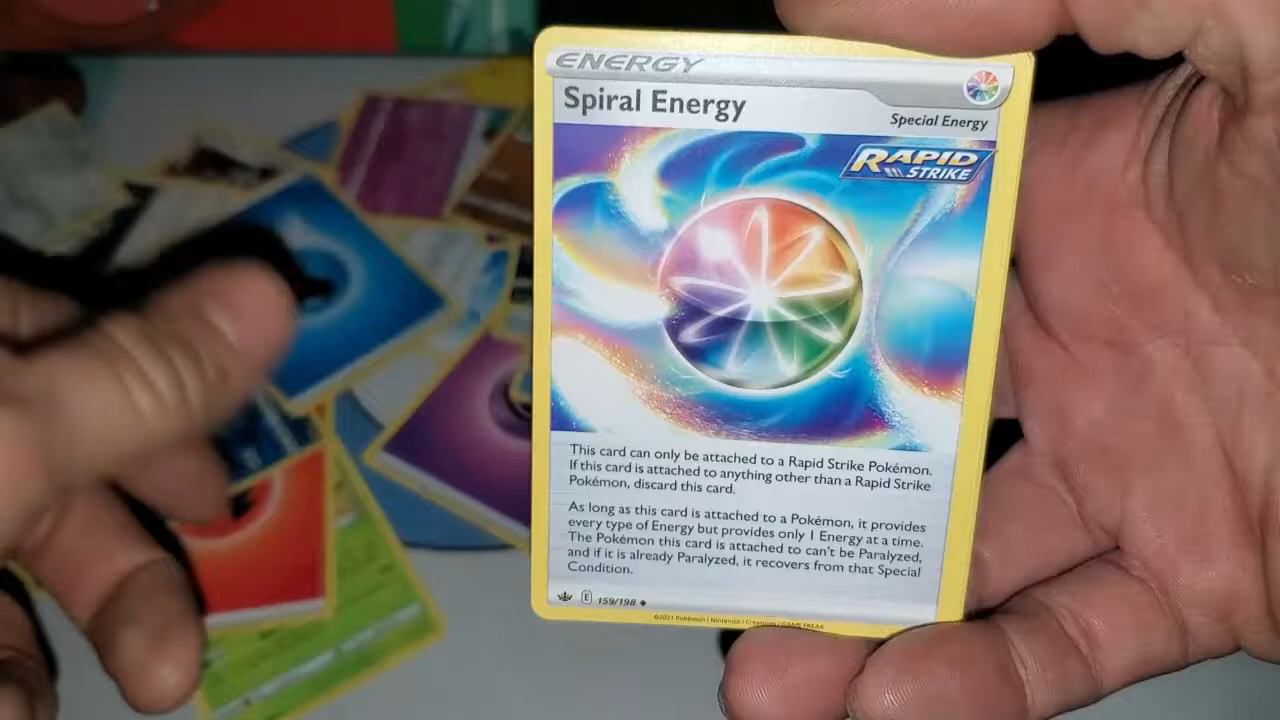 ENERGY
Spiral Energy
Special Energy
RAPID
STRIKE
This card can only be attached to a Rapid Strike Pokémon.
If this card is attached to anything other than a Rapid Strike
Pokémon, discard this card.
As long as this card is attached to a Pokémon, it provides
every type of Energy but provides only 1 Energy at a time.
The Pokémon this card is attached to can't be Paralyzed,
and if it is already Paralyzed, it recovers from that Special
Condition.
E 159/198
©2021 Pokémon / Nintendo / Creatures / GAME FREAK